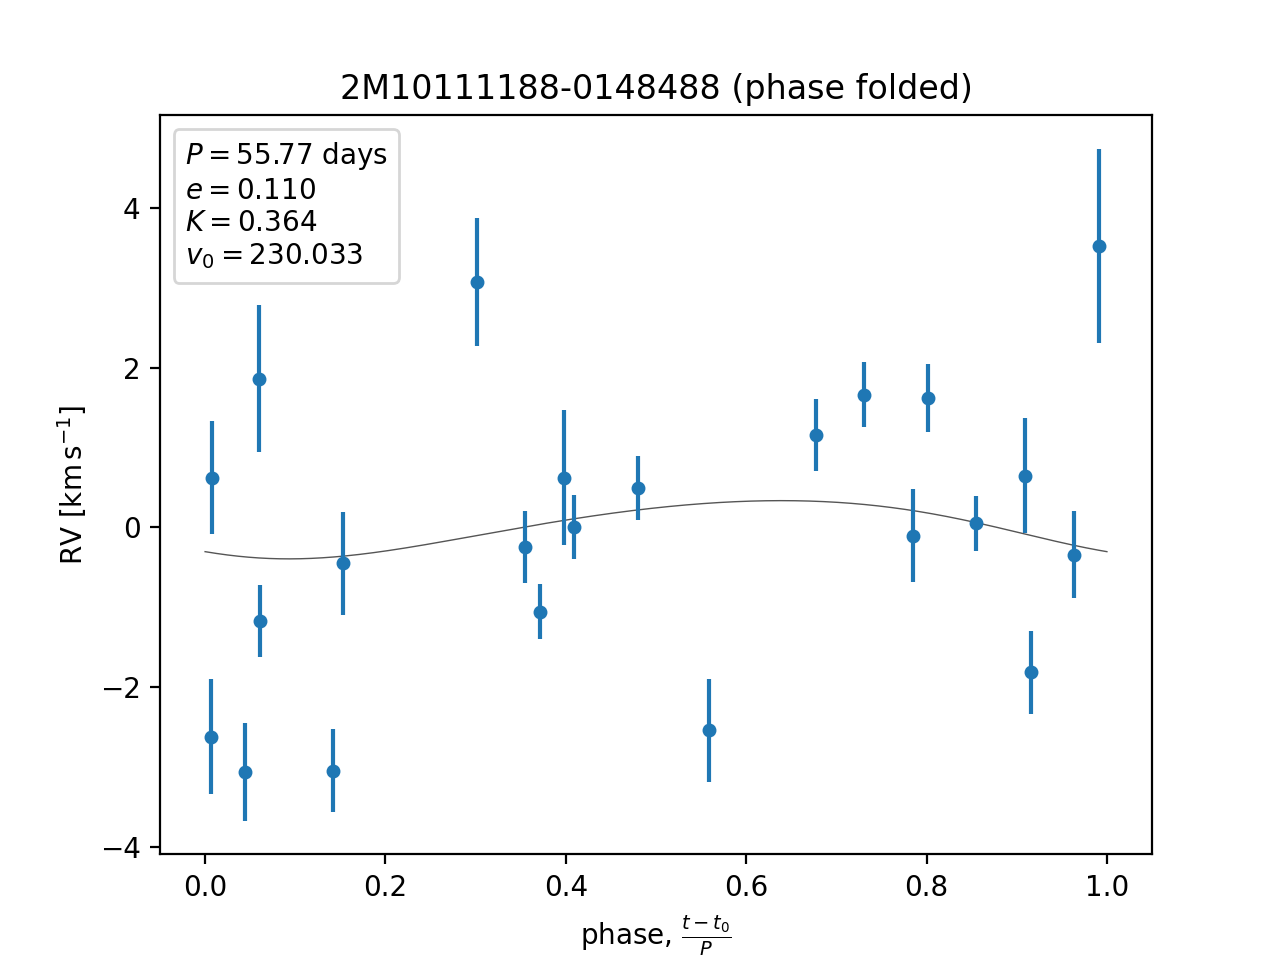 2M10111188-0148488 (phase folded)
P = 55.77 days
e = 0.110
K = 0.364
v₀ = 230.033
4
2
0
−2
−4
RV [km s⁻¹]
0.0 0.2 0.4 0.6 0.8 1.0
phase, (t − t₀)/P